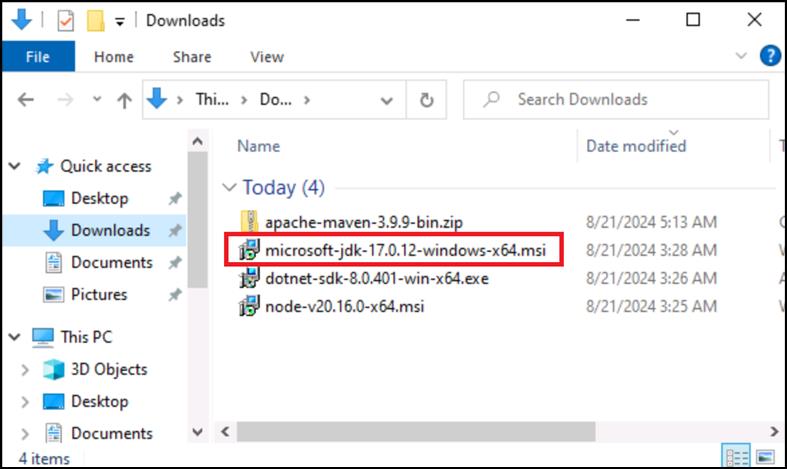 Downloads
File Home Share View
Thi... Do... Search Downloads
Name Date modified
Quick access
Desktop
Downloads
Documents
Pictures
This PC
3D Objects
Desktop
Documents
Today (4)
apache-maven-3.9.9-bin.zip 8/21/2024 5:13 AM
microsoft-jdk-17.0.12-windows-x64.msi 8/21/2024 3:28 AM
dotnet-sdk-8.0.401-win-x64.exe 8/21/2024 3:26 AM
node-v20.16.0-x64.msi 8/21/2024 3:25 AM
4 items